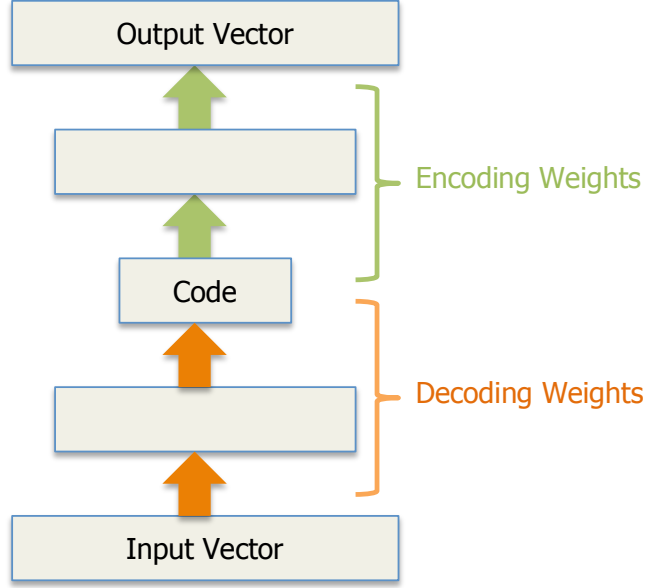 Output Vector
Encoding Weights
Code
Decoding Weights
Input Vector